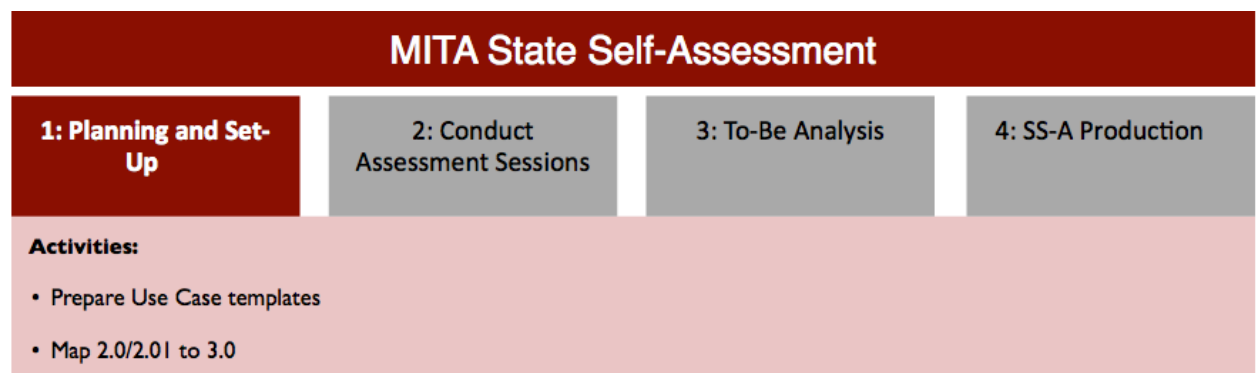 MITA State Self-Assessment
1: Planning and Set-
Up
2: Conduct
Assessment Sessions
3: To-Be Analysis
4: SS-A Production
Activities:
• Prepare Use Case templates
• Map 2.0/2.01 to 3.0